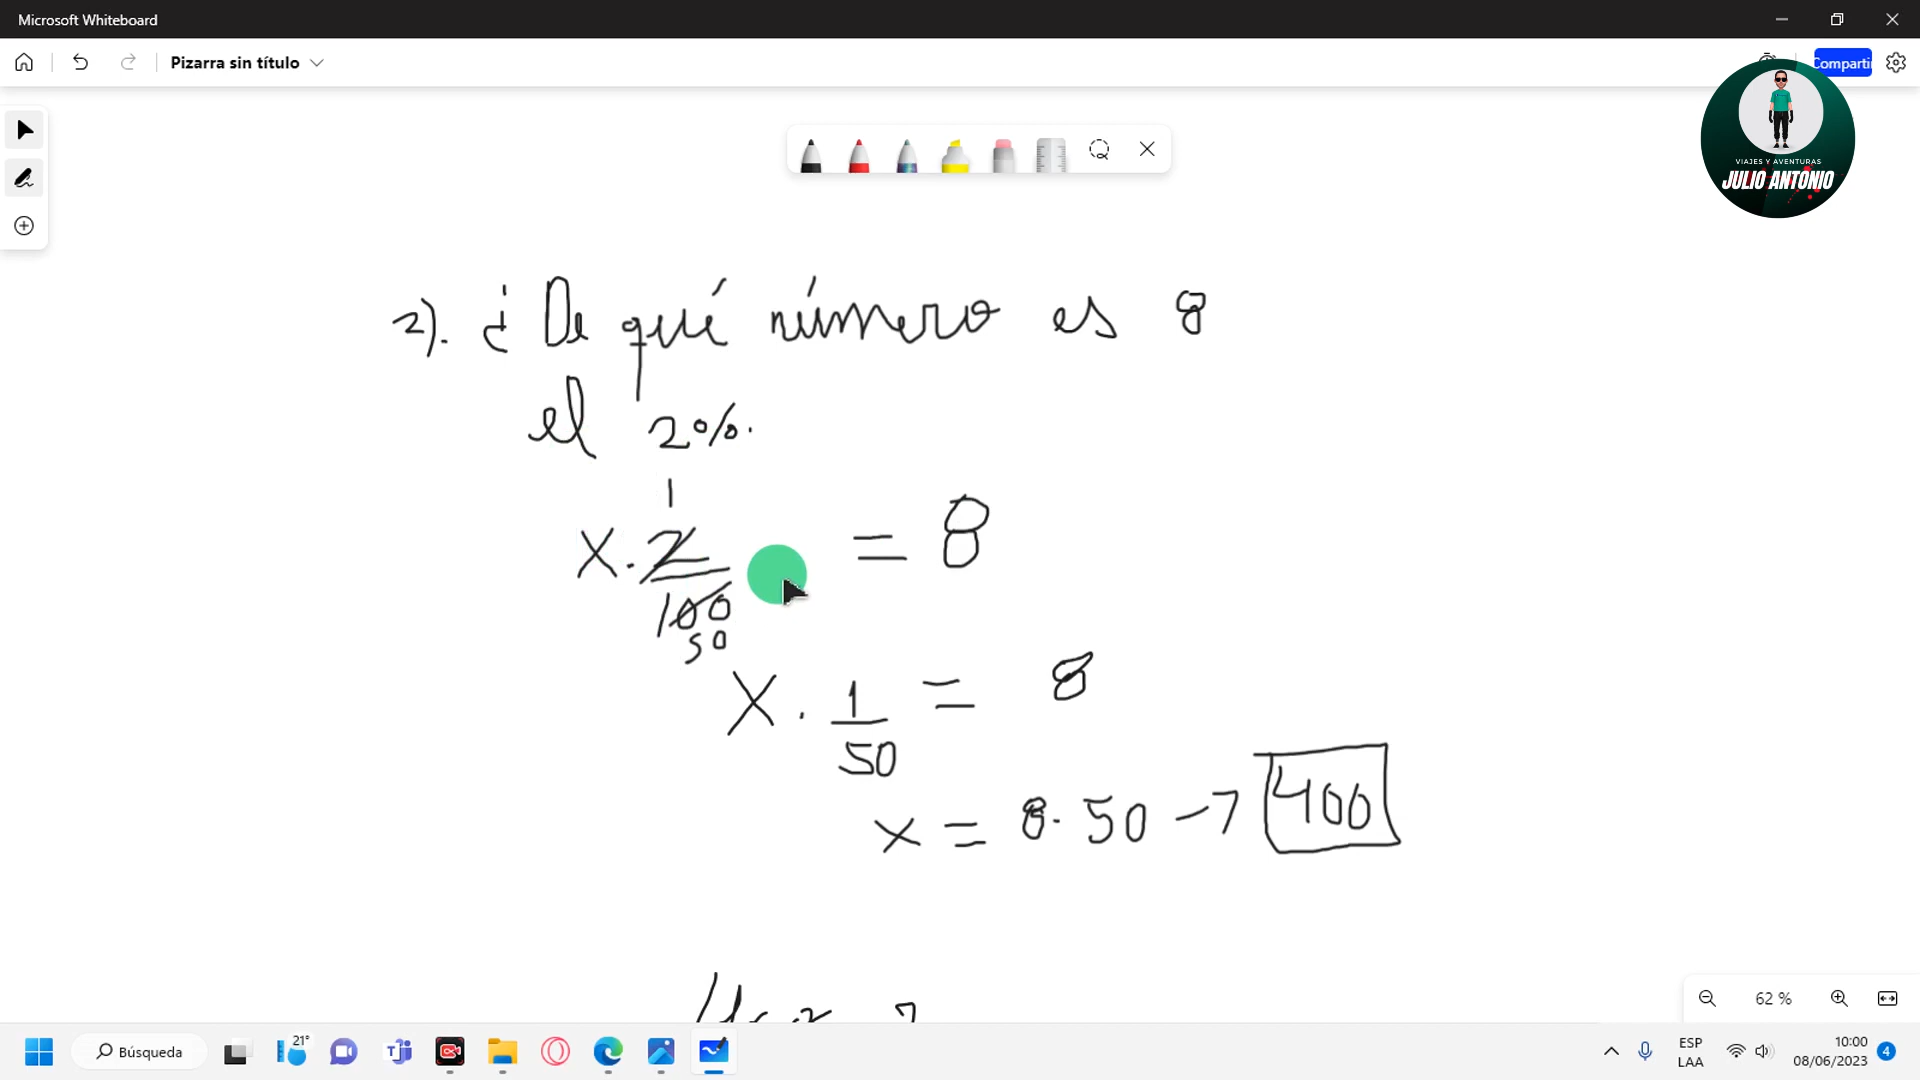 Microsoft Whiteboard
Pizarra sin título
Comparti
VIAJES Y AVENTURAS
JULIO ANTONIO
2). ¿De qué número es 8
el 2%.
1
X . 2 = 8
100
50
X . 1 = 8
50
x = 8 . 50 → 400
62 %
Búsqueda
21°
ESP
LAA
10:00
08/06/2023
4